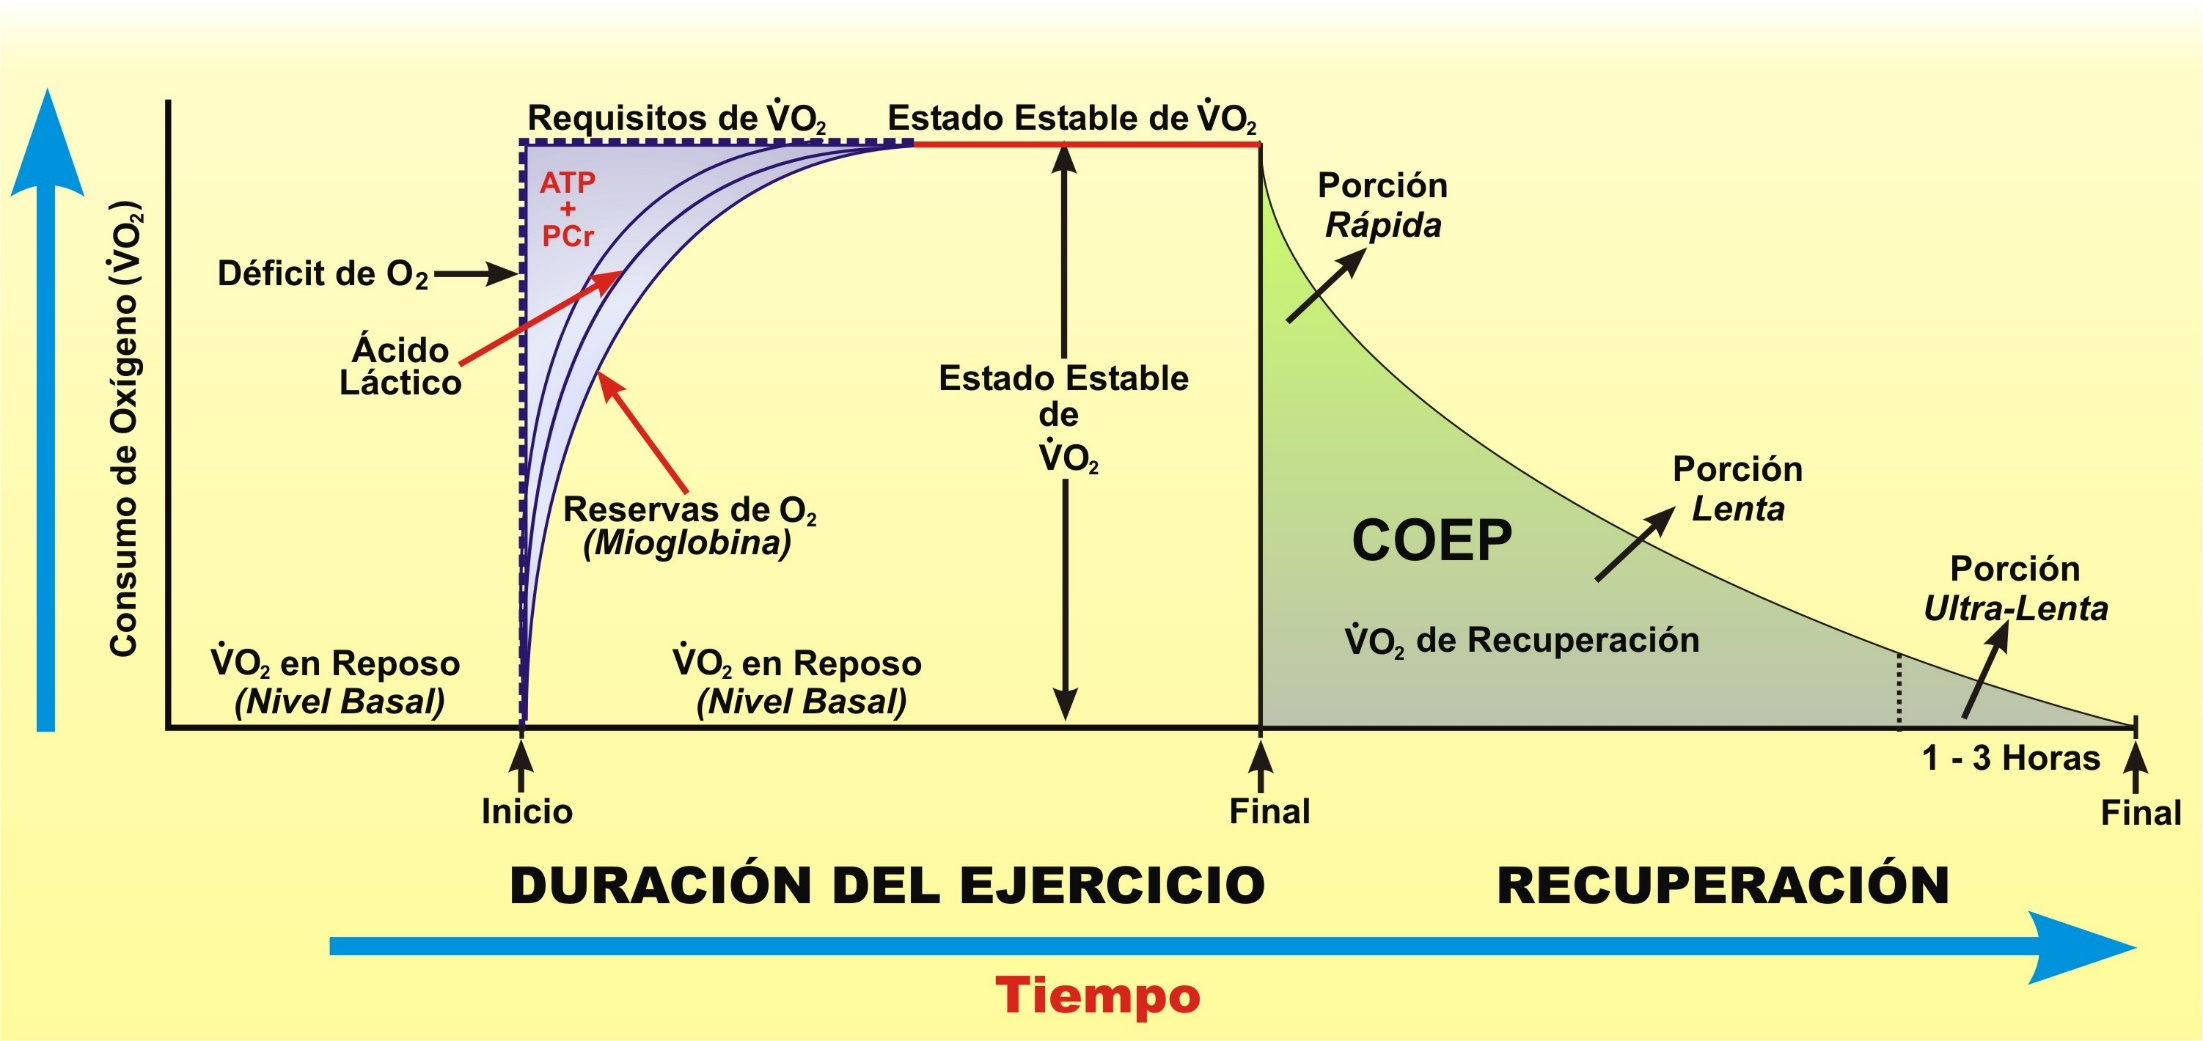 Requisitos de V̇O₂
Estado Estable de V̇O₂
ATP
+
PCr
Porción
Rápida
Déficit de O₂
Ácido
Láctico
Consumo de Oxígeno (V̇O₂)
Estado Estable
de
V̇O₂
Reservas de O₂
(Mioglobina)
Porción
Lenta
COEP
Porción
Ultra-Lenta
V̇O₂ de Recuperación
V̇O₂ en Reposo
(Nivel Basal)
V̇O₂ en Reposo
(Nivel Basal)
1 - 3 Horas
Inicio
Final
Final
DURACIÓN DEL EJERCICIO
RECUPERACIÓN
Tiempo